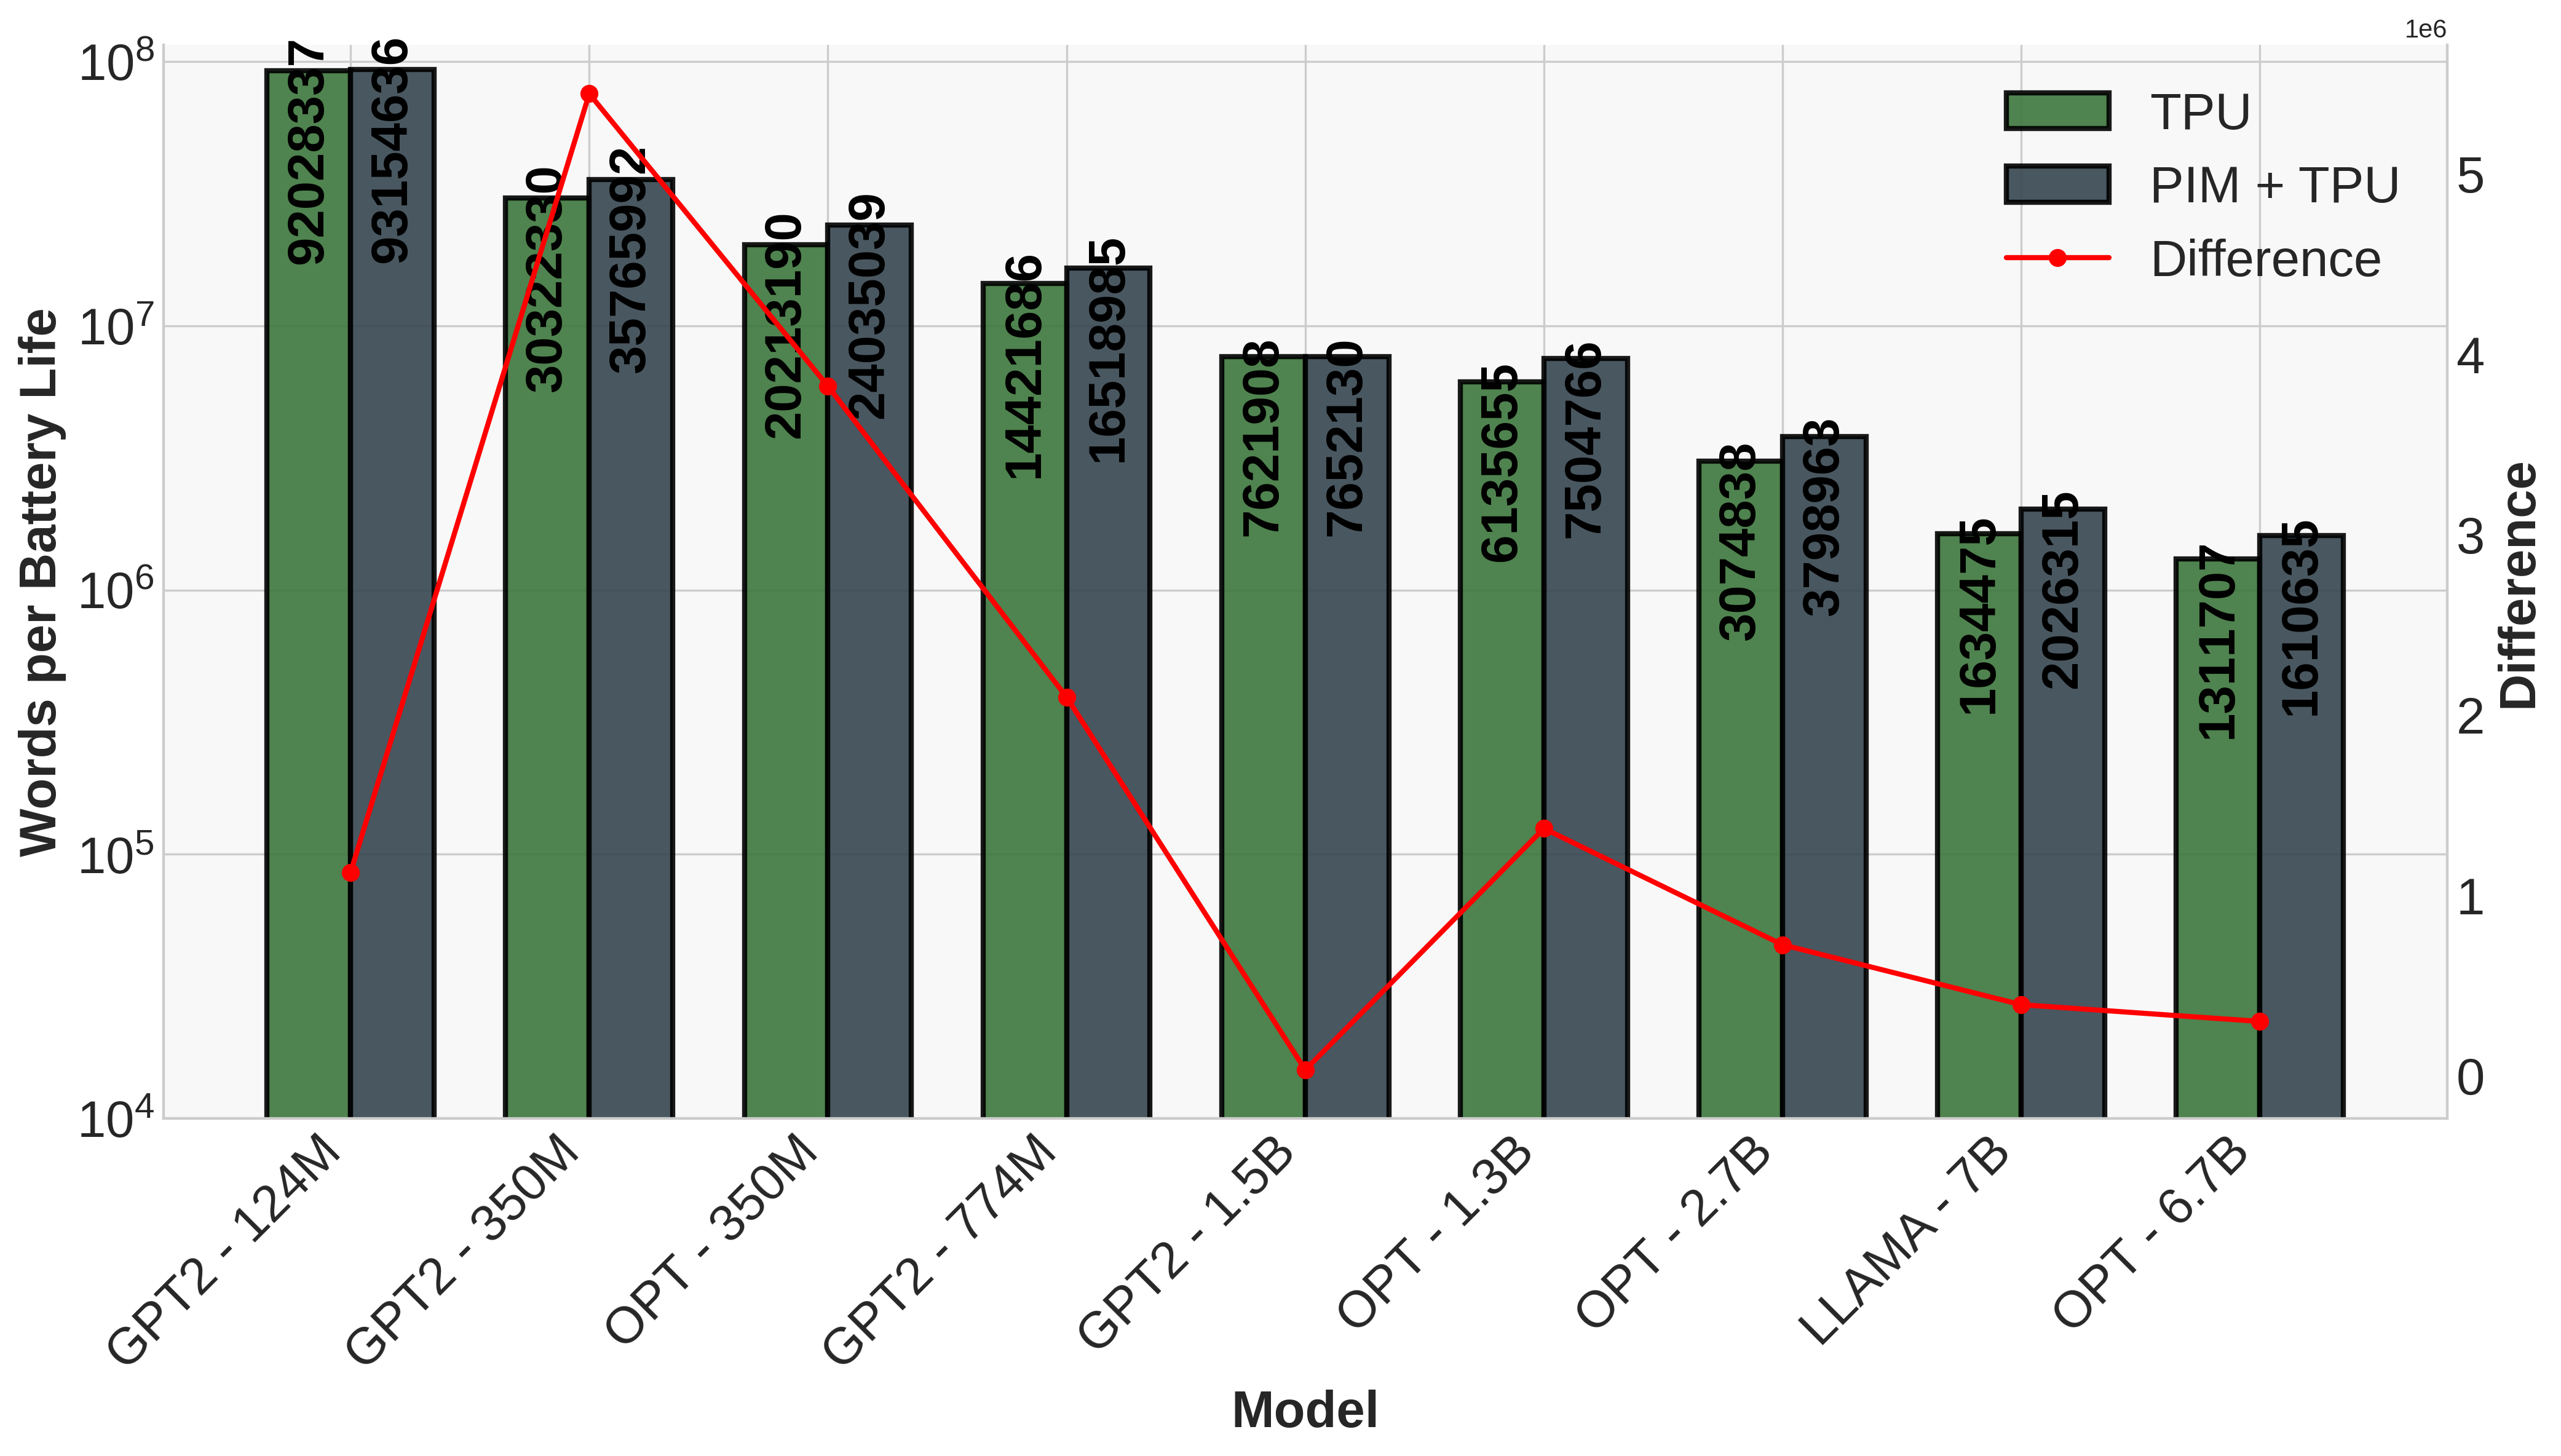 1e6
10^8
10^7
10^6
10^5
10^4
Words per Battery Life
92028337
93154636
30322330
35765992
20213190
24035039
14421686
16518985
7621908
7652130
6135655
7504766
3074838
3798963
1634475
2026315
1311707
1610635
TPU
PIM + TPU
Difference
5
4
3
2
1
0
Difference
GPT2 - 124M
GPT2 - 350M
OPT - 350M
GPT2 - 774M
GPT2 - 1.5B
OPT - 1.3B
OPT - 2.7B
LLAMA - 7B
OPT - 6.7B
Model